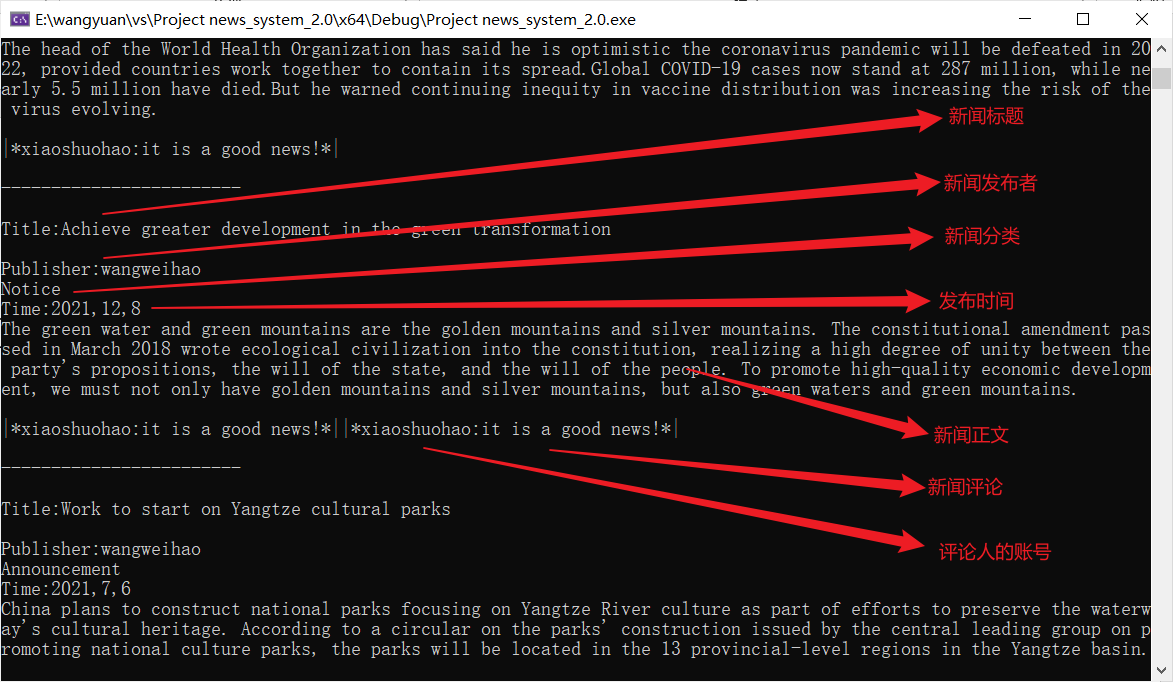 E:\wangyuan\vs\Project news_system_2.0\x64\Debug\Project news_system_2.0.exe
The head of the World Health Organization has said he is optimistic the coronavirus pandemic will be defeated in 20
22, provided countries work together to contain its spread.Global COVID-19 cases now stand at 287 million, while ne
arly 5.5 million have died.But he warned continuing inequity in vaccine distribution was increasing the risk of the
 virus evolving.
新闻标题
|*xiaoshuohao:it is a good news!*|
------------------------
新闻发布者
Title:Achieve greater development in the green transformation
新闻分类
Publisher:wangweihao
Notice
发布时间
Time:2021,12,8
The green water and green mountains are the golden mountains and silver mountains. The constitutional amendment pas
sed in March 2018 wrote ecological civilization into the constitution, realizing a high degree of unity between the
 party's propositions, the will of the state, and the will of the people. To promote high-quality economic developm
ent, we must not only have golden mountains and silver mountains, but also green waters and green mountains.
|*xiaoshuohao:it is a good news!*||*xiaoshuohao:it is a good news!*|
新闻正文
------------------------
新闻评论
Title:Work to start on Yangtze cultural parks
Publisher:wangweihao
评论人的账号
Announcement
Time:2021,7,6
China plans to construct national parks focusing on Yangtze River culture as part of efforts to preserve the waterw
ay's cultural heritage. According to a circular on the parks' construction issued by the central leading group on p
romoting national culture parks, the parks will be located in the 13 provincial-level regions in the Yangtze basin.